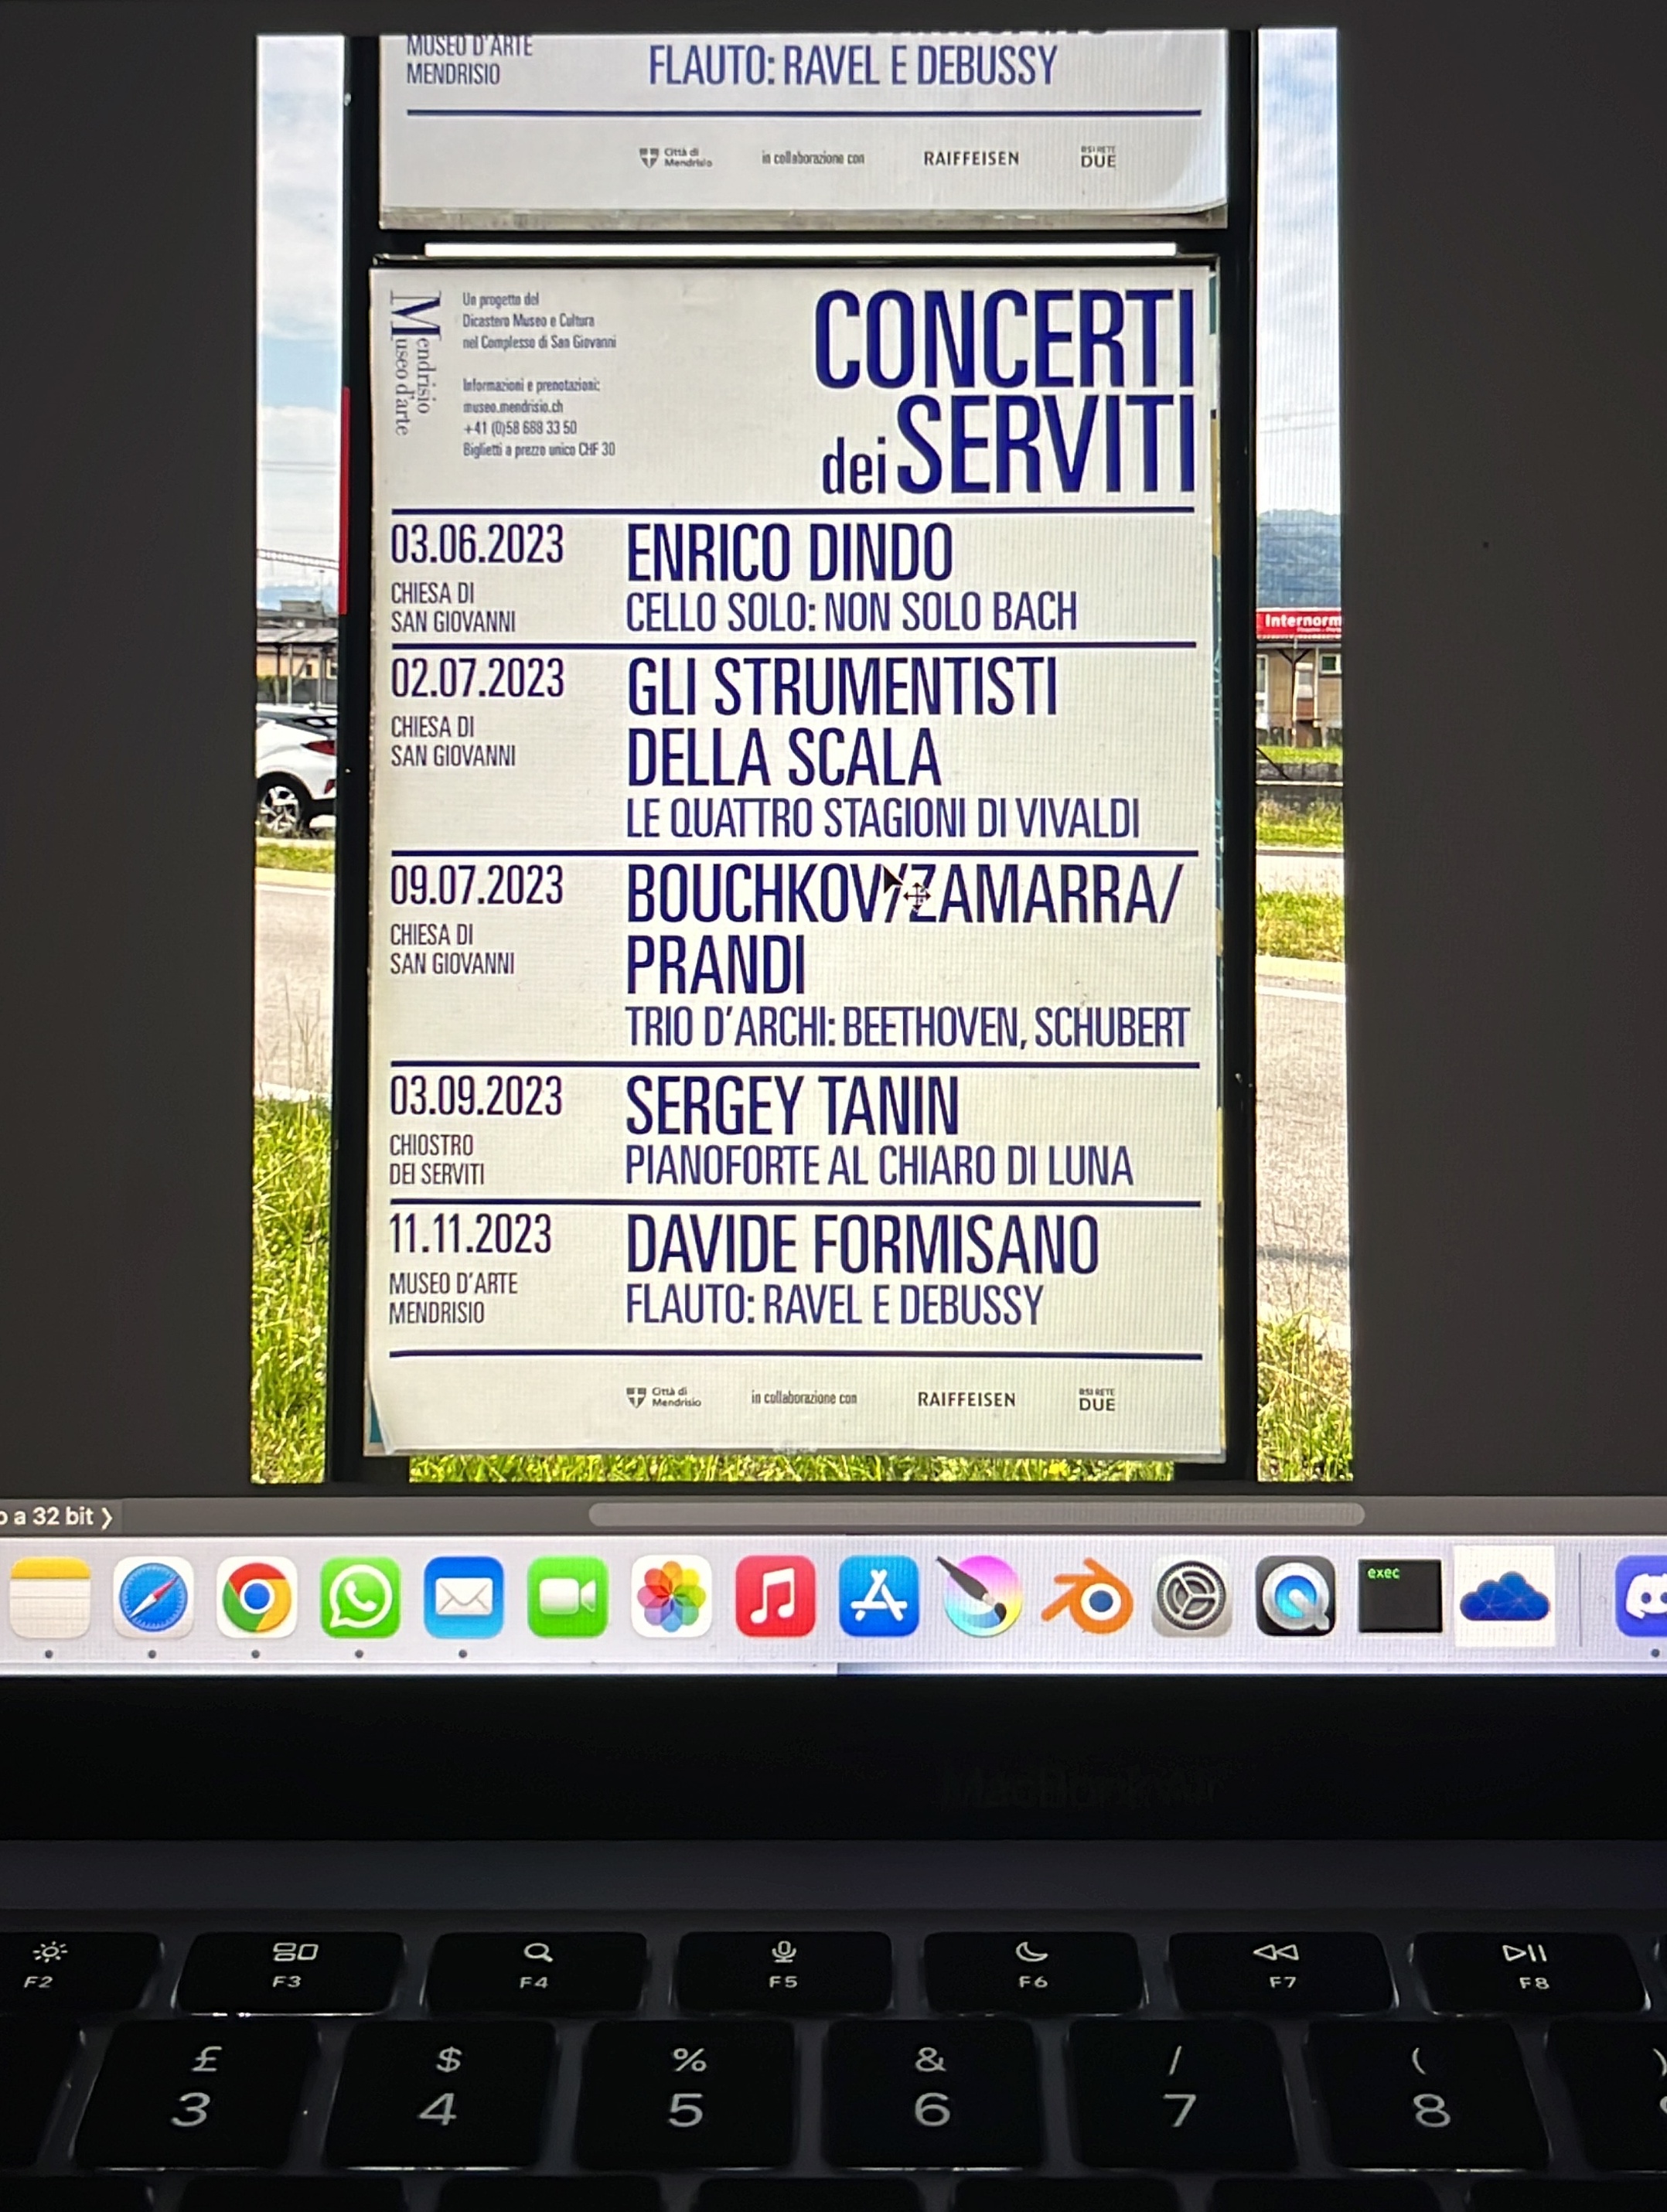 MUSEO D'ARTE
MENDRISIO
FLAUTO: RAVEL E DEBUSSY
Città di
Mendrisio
in collaborazione con
RAIFFEISEN
RSI RETE
DUE
Mendrisio
Museo d'arte
Un progetto del
Dicastero Museo e Cultura
nel Complesso di San Giovanni
Informazioni e prenotazioni:
museo.mendrisio.ch
+41 (0)58 688 33 50
Biglietti a prezzo unico CHF 30
CONCERTI
dei SERVITI
03.06.2023
CHIESA DI
SAN GIOVANNI
ENRICO DINDO
CELLO SOLO: NON SOLO BACH
02.07.2023
CHIESA DI
SAN GIOVANNI
GLI STRUMENTISTI
DELLA SCALA
LE QUATTRO STAGIONI DI VIVALDI
09.07.2023
CHIESA DI
SAN GIOVANNI
BOUCHKOV/ZAMARRA/
PRANDI
TRIO D'ARCHI: BEETHOVEN, SCHUBERT
03.09.2023
CHIOSTRO
DEI SERVITI
SERGEY TANIN
PIANOFORTE AL CHIARO DI LUNA
11.11.2023
MUSEO D'ARTE
MENDRISIO
DAVIDE FORMISANO
FLAUTO: RAVEL E DEBUSSY
Città di
Mendrisio
in collaborazione con
RAIFFEISEN
RSI RETE
DUE
Internorm
o a 32 bit ❯
exec
F2
F3
F4
F5
F6
F7
F8
£
3
$
4
%
5
&
6
/
7
(
8
)